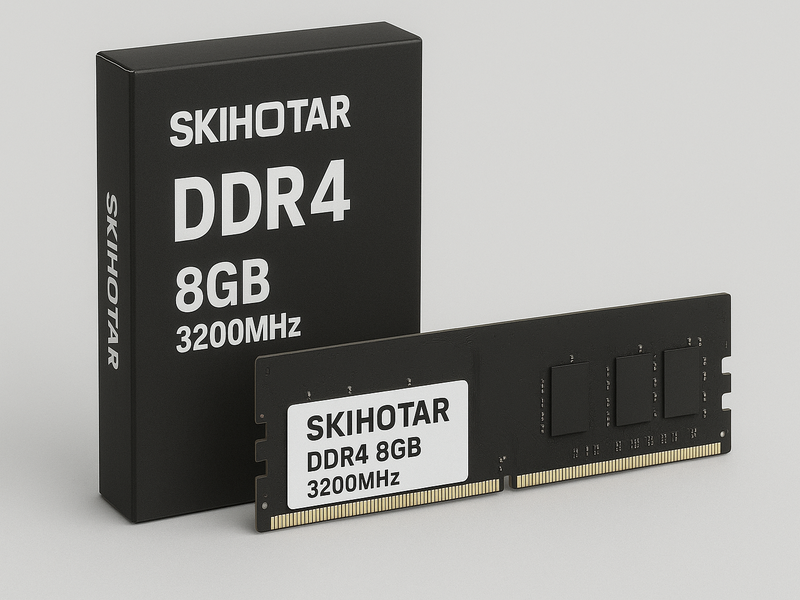 SKIHOTAR
DDR4
8GB
3200MHz
SKIHOTAR
SKIHOTAR
DDR4 8GB
3200MHz